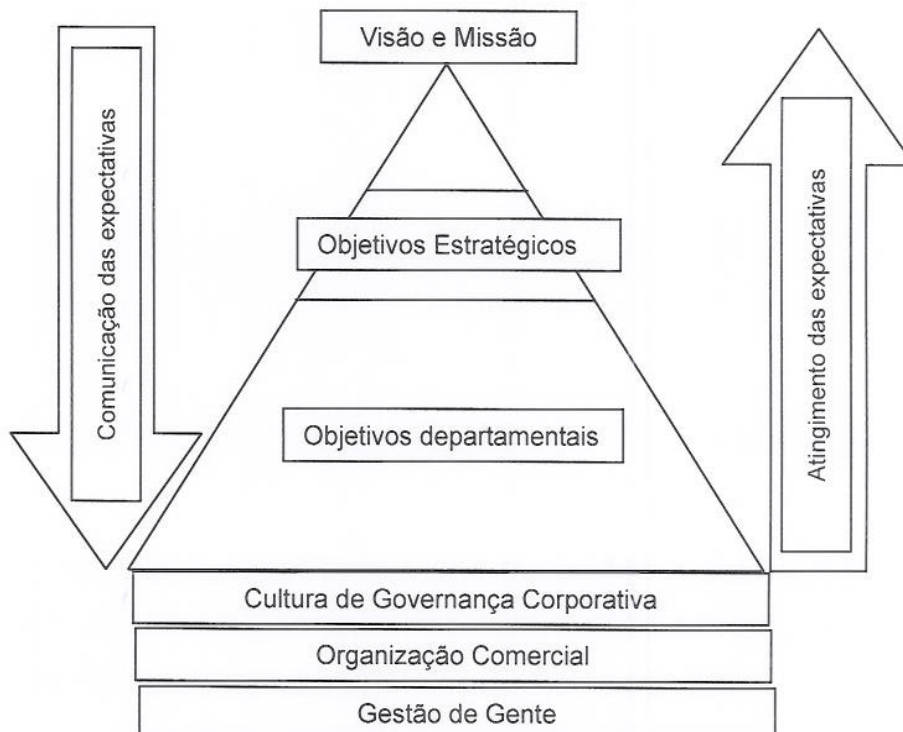 Visão e Missão
Comunicação das expectativas
Atingimento das expectativas
Objetivos Estratégicos
Objetivos departamentais
Cultura de Governança Corporativa
Organização Comercial
Gestão de Gente